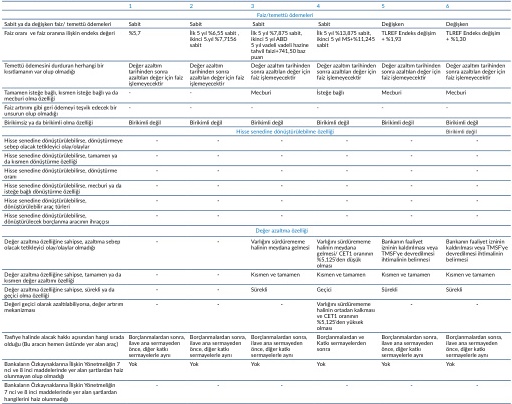 1 2 3 4 5 6
Faiz/temettü ödemeleri
Sabit ya da değişken faiz/ temettü ödemeleri Sabit Sabit Sabit Sabit Değişken Değişken
Faiz oranı ve faiz oranına ilişkin endeks değeri %5,7 İlk 5 yıl %6,55 sabit, ikinci 5.yıl %7,7156 sabit İlk 5 yıl %7,875 sabit, ikinci 5 yıl ABD 5 yıl vadeli vadeli hazine tahvil faizi+741,50 baz puan İlk 5 yıl %13,875 sabit, ikinci 5 yıl MS+%11,245 sabit TLREF Endeks değişim + %1,93 TLREF Endeks değişim + %1,30
Temettü ödemesini durduran herhangi bir kısıtlamanın var olup olmadığı Değer azaltım tarihinden sonra azaltılan değer için faiz işlemeyecektir Değer azaltım tarihinden sonra azaltılan değer için faiz işlemeyecektir Değer azaltım tarihinden sonra azaltılan değer için faiz işlemeyecektir Değer azaltım tarihinden sonra azaltılan değer için faiz işlemeyecektir Değer azaltım tarihinden sonra azaltılan değer için faiz işlemeyecektir Değer azaltım tarihinden sonra azaltılan değer için faiz işlemeyecektir
Tamamen isteğe bağlı, kısmen isteğe bağlı ya da mecburi olma özelliği - - Mecburi İsteğe bağlı Mecburi Mecburi
Faiz artırımı gibi geri ödemeyi teşvik edecek bir unsurun olup olmadığı - - - - - -
Birikimsiz ya da birikimli olma özelliği Birikimli değil Birikimli değil Birikimli değil Birikimli değil Birikimli değil Birikimli değil
Hisse senedine dönüştürülebilme özelliği Birikimli değil
Hisse senedine dönüştürülebilirse, dönüştürmeye sebep olacak tetikleyici olay/olaylar - - - - - -
Hisse senedine dönüştürülebilirse, tamamen ya da kısmen dönüştürme özelliği - - - - - -
Hisse senedine dönüştürülebilirse, dönüştürme oranı - - - - - -
Hisse senedine dönüştürülebilirse, mecburi ya da isteğe bağlı dönüştürme özelliği - - - - - -
Hisse senedine dönüştürülebilirse, dönüştürülebilir araç türleri - - - - - -
Hisse senedine dönüştürülebilirse, dönüştürülecek borçlanma aracının ihraççısı - - - - - -
Değer azaltma özelliği
Değer azaltma özelliğine sahipse, azaltma sebep olacak tetikleyici olay/olaylar olmadığı - - Varlığını sürdürememe halinin meydana gelmesi Varlığını sürdürememe halinin meydana gelmesi/ CET1 oranının %5,125'den düşük olması Bankanın faaliyet izninin kaldırılması veya TMSF'ye devredilmesi ihtimalinin belirmesi Bankanın faaliyet izninin kaldırılması veya TMSF'ye devredilmesi ihtimalinin belirmesi
Değer azaltma özelliğine sahipse, tamamen ya da kısmen değer azaltımı özelliği - - Kısmen ve tamamen Kısmen ve tamamen Kısmen ve tamamen Kısmen ve tamamen
Değer azaltma özelliğine sahipse, sürekli ya da geçici olma özelliği - - Sürekli Geçici Sürekli Sürekli
Değeri geçici olarak azaltılabiliyorsa, değer artırım mekanizması - - - Varlığını sürdürememe halinin ortadan kalkması ve CET1 oranının %5,125'den yüksek olması - -
Tasfiye halinde alacak hakkı açısından hangi sırada olduğu (Bu aracın hemen üstünde yer alan araç) Borçlanmalardan sonra, ilave ana sermayeden önce, diğer katkı sermayelerle aynı Borçlanmalardan sonra, ilave ana sermayeden önce, diğer katkı sermayelerle aynı Borçlanmalardan sonra, ilave ana sermayeden önce, diğer katkı sermayelerle aynı Borçlanmalardan ve Katkı sermayelerden sonra Borçlanmalardan sonra, ilave ana sermayeden önce, diğer katkı sermayelerle aynı Borçlanmalardan sonra, ilave ana sermayeden önce, diğer katkı sermayelerle aynı
Bankaların Özkaynaklarına İlişkin Yönetmeliğin 7 nci ve 8 inci maddelerinde yer alan şartlardan haiz olunmayan olup olmadığı Yok Yok Yok Yok Yok Yok
Bankaların Özkaynaklarına İlişkin Yönetmeliğin 7 nci ve 8 inci maddelerinde yer alan şartlardan hangilerini haiz olunmadığı - - - - - -